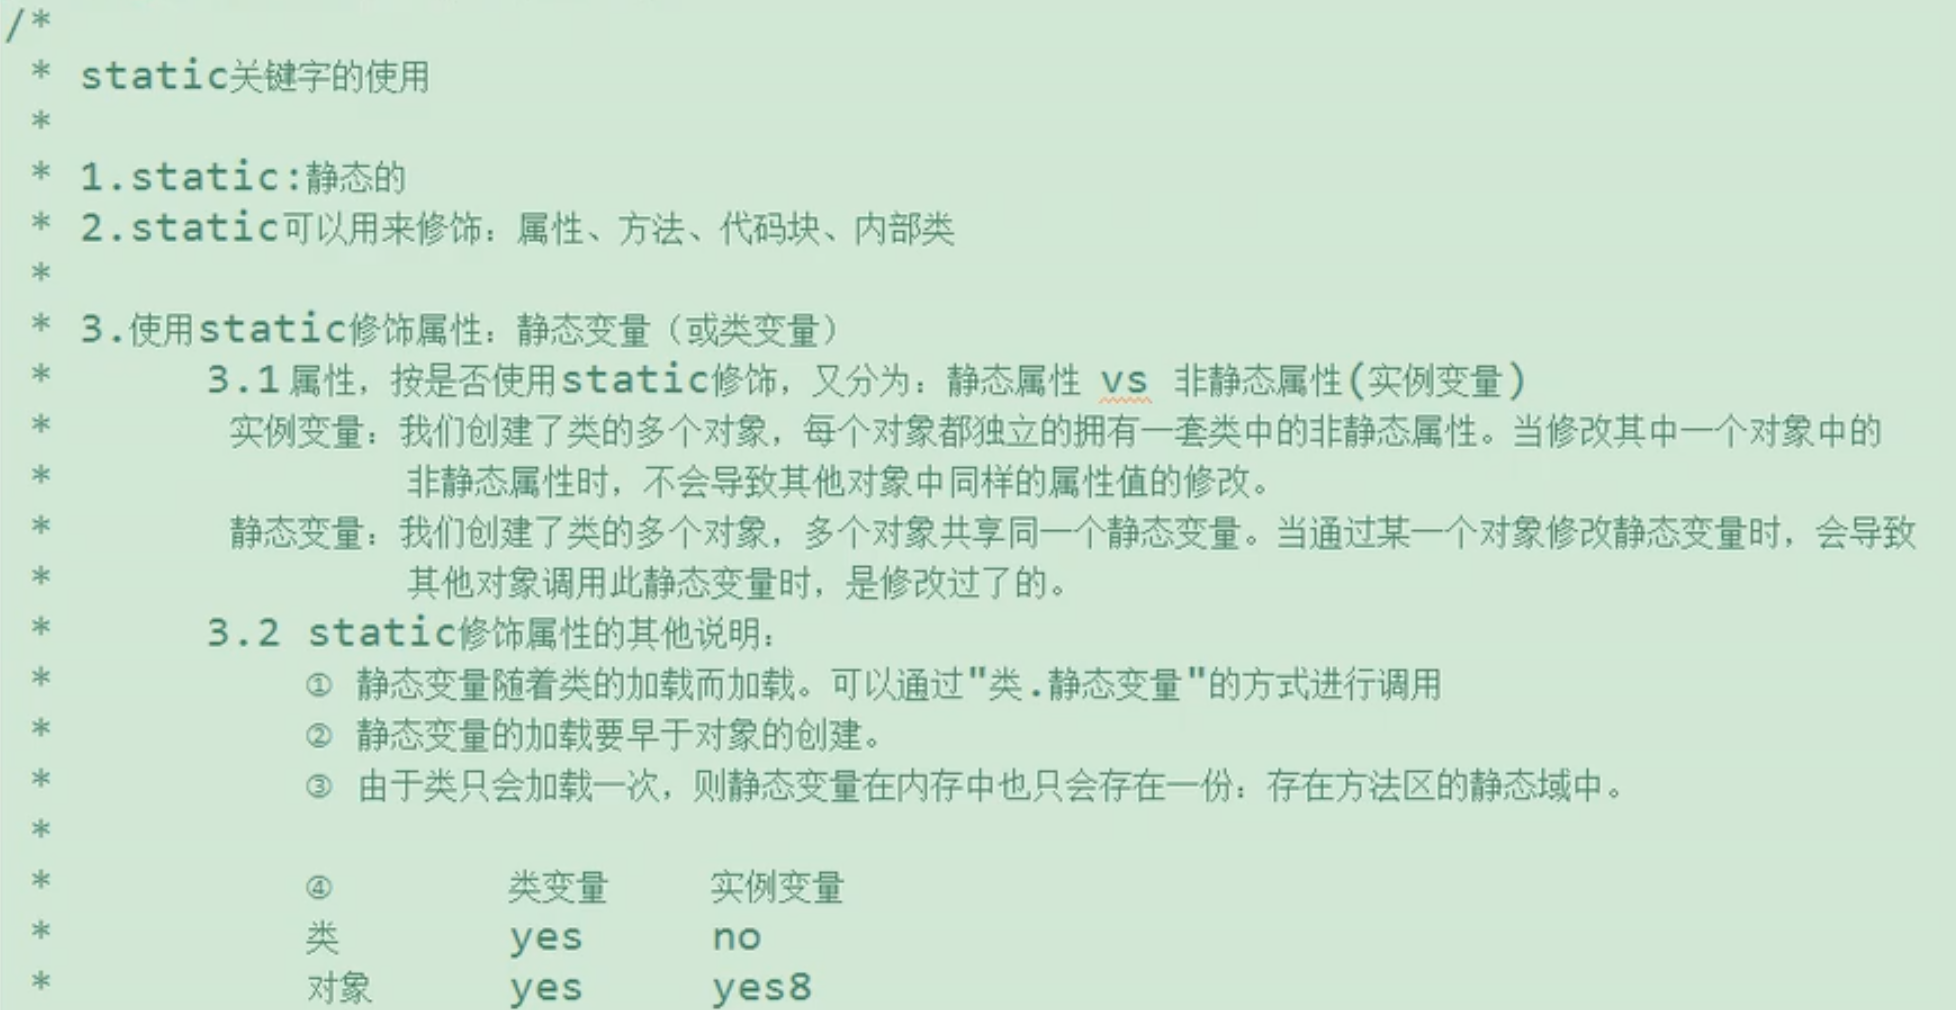 /*
* static关键字的使用
*
* 1.static:静态的
* 2.static可以用来修饰：属性、方法、代码块、内部类
*
* 3.使用static修饰属性：静态变量（或类变量）
* 3.1 属性，按是否使用static修饰，又分为：静态属性 vs 非静态属性(实例变量)
* 实例变量：我们创建了类的多个对象，每个对象都独立的拥有一套类中的非静态属性。当修改其中一个对象中的
* 非静态属性时，不会导致其他对象中同样的属性值的修改。
* 静态变量：我们创建了类的多个对象，多个对象共享同一个静态变量。当通过某一个对象修改静态变量时，会导致
* 其他对象调用此静态变量时，是修改过了的。
* 3.2 static修饰属性的其他说明：
* ① 静态变量随着类的加载而加载。可以通过"类.静态变量"的方式进行调用
* ② 静态变量的加载要早于对象的创建。
* ③ 由于类只会加载一次，则静态变量在内存中也只会存在一份：存在方法区的静态域中。
*
* ④ 类变量 实例变量
* 类 yes no
* 对象 yes yes8